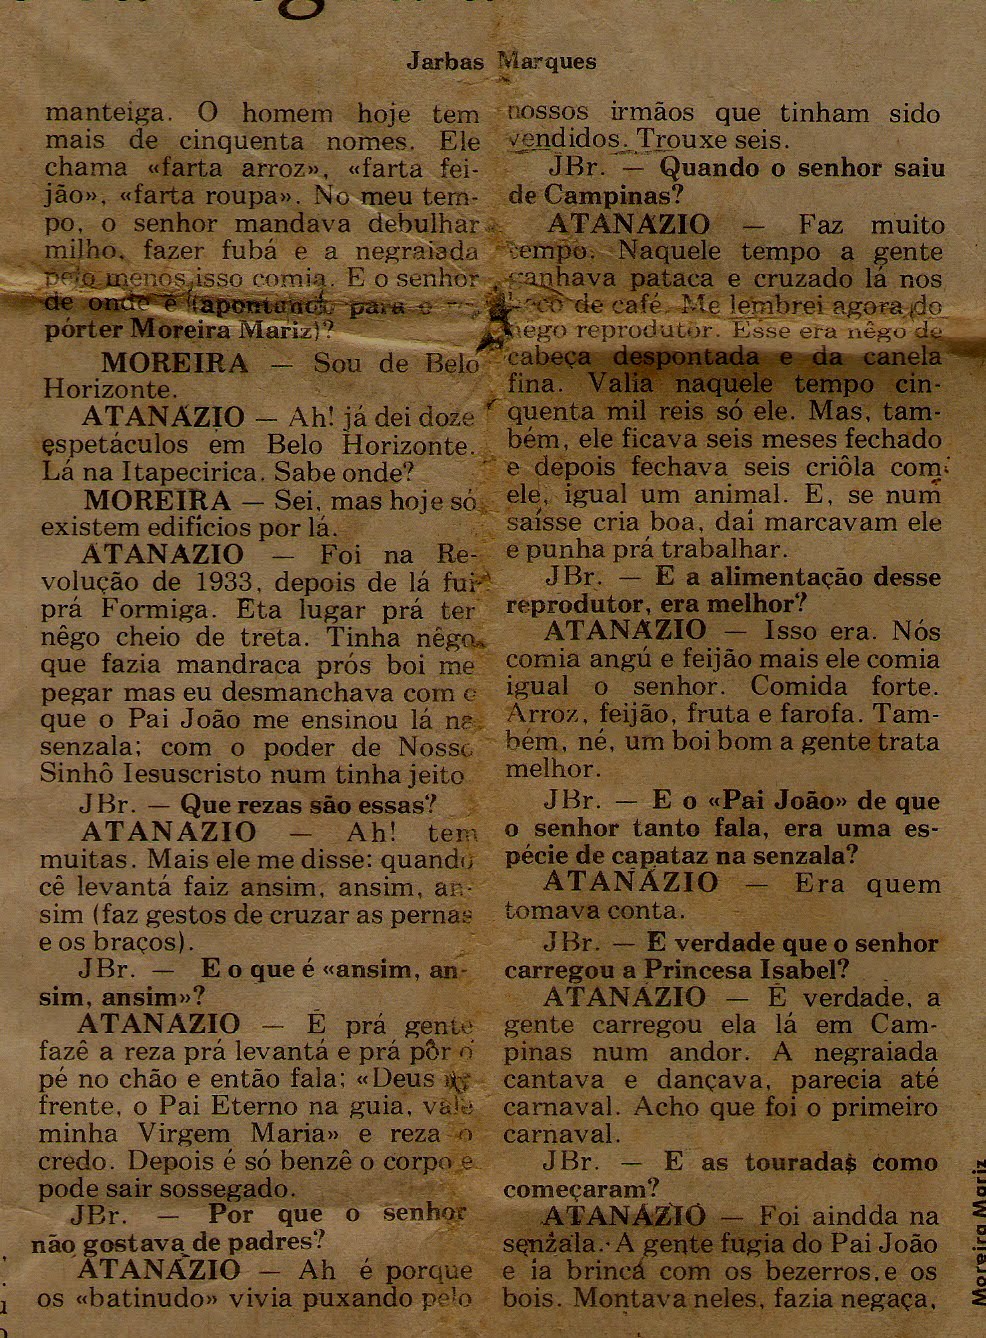 Jarbas Marques
manteiga. O homem hoje tem
mais de cinquenta nomes. Ele
chama «farta arroz», «farta fei-
jão», «farta roupa». No meu tem-
po, o senhor mandava debulhar
milho, fazer fubá e a negraiada
pelo menos isso comia. E o senhor
de onde é (apontando para o re-
pórter Moreira Mariz)?
MOREIRA — Sou de Belo
Horizonte.
ATANÁZIO — Ah! já dei doze
espetáculos em Belo Horizonte.
Lá na Itapecirica. Sabe onde?
MOREIRA — Sei, mas hoje só
existem edifícios por lá.
ATANAZIO — Foi na Re-
volução de 1933, depois de lá fui
prá Formiga. Eta lugar prá ter
nêgo cheio de treta. Tinha nêgo
que fazia mandraca prós boi me
pegar mas eu desmanchava com o
que o Pai João me ensinou lá na
senzala; com o poder de Nosso
Sinhô Iesuscristo num tinha jeito
JBr. — Que rezas são essas?
ATANAZIO — Ah! tem
muitas. Mais ele me disse: quando
cê levantá faiz ansim, ansim, an-
sim (faz gestos de cruzar as pernas
e os braços).
JBr. — E o que é «ansim, an-
sim, ansim»?
ATANAZIO — É prá gente
fazê a reza prá levantá e prá pôr o
pé no chão e então fala; «Deus na
frente, o Pai Eterno na guia, vale
minha Virgem Maria» e reza o
credo. Depois é só benzê o corpo e
pode sair sossegado.
JBr. — Por que o senhor
não gostava de padres?
ATANÁZIO — Ah é porque
os «batinudo» vivia puxando pelo
nossos irmãos que tinham sido
vendidos. Trouxe seis.
JBr. — Quando o senhor saiu
de Campinas?
ATANÁZIO — Faz muito
tempo. Naquele tempo a gente
ganhava pataca e cruzado lá nos
de café. Me lembrei agora do
nego reprodutor. Esse era nêgo de
cabeça despontada e da canela
fina. Valia naquele tempo cin-
quenta mil reis só ele. Mas, tam-
bém, ele ficava seis meses fechado
e depois fechava seis criôla com
ele, igual um animal. E, se num
saísse cria boa, daí marcavam ele
e punha prá trabalhar.
JBr. — E a alimentação desse
reprodutor, era melhor?
ATANÁZIO — Isso era. Nós
comia angú e feijão mais ele comia
igual o senhor. Comida forte.
Arroz, feijão, fruta e farofa. Tam-
bém, né, um boi bom a gente trata
melhor.
JBr. — E o «Pai João» de que
o senhor tanto fala, era uma es-
pécie de capataz na senzala?
ATANÁZIO — Era quem
tomava conta.
JBr. — E verdade que o senhor
carregou a Princesa Isabel?
ATANÁZIO — É verdade, a
gente carregou ela lá em Cam-
pinas num andor. A negraiada
cantava e dançava, parecia até
carnaval. Acho que foi o primeiro
carnaval.
JBr. — E as touradas como
começaram?
ATANÁZIO — Foi aindda na
senzala. A gente fugia do Pai João
e ia brincá com os bezerros e os
bois. Montava neles, fazia negaça,
Moreira Mariz